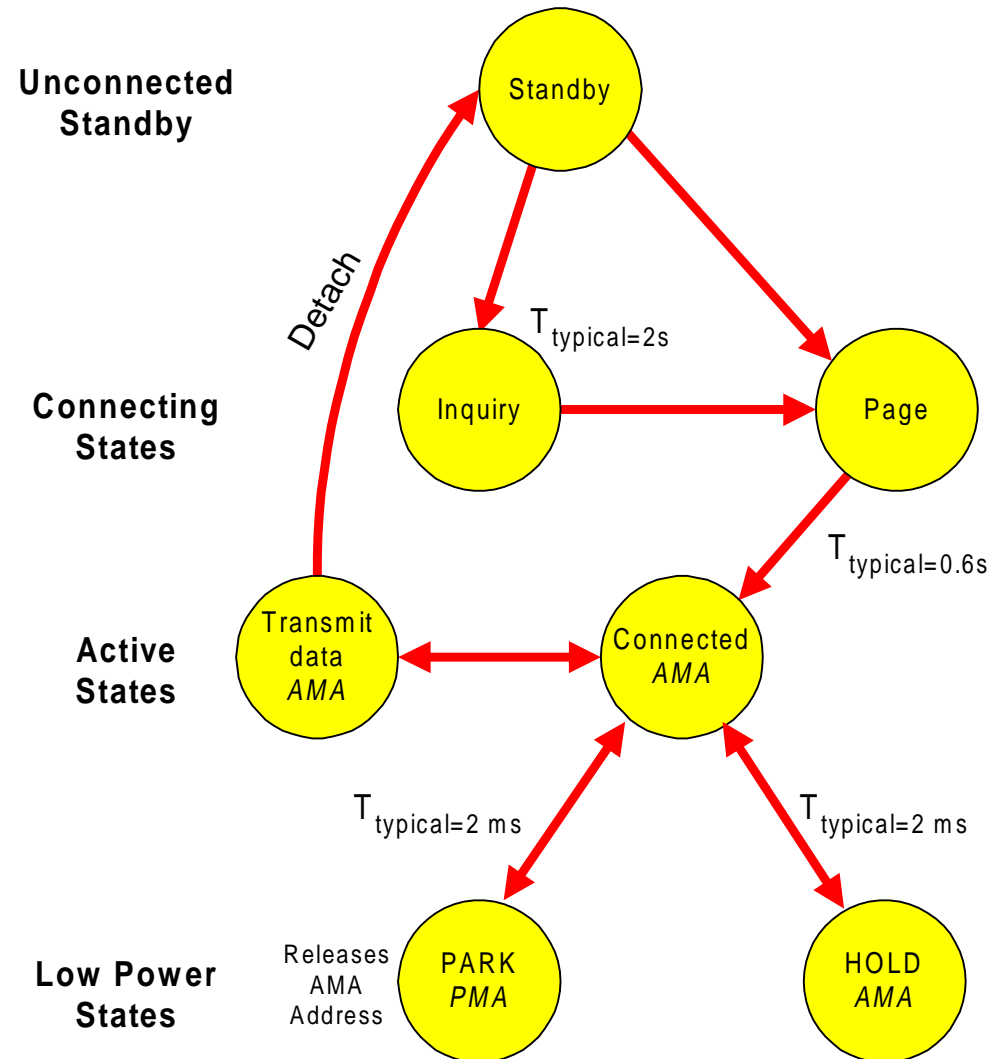 Unconnected
Standby
Standby
Detach
T typical=2s
Connecting
States
Inquiry
Page
T typical=0.6s
Active
States
Transmit
data
AMA
Connected
AMA
T typical=2 ms
T typical=2 ms
Low Power
States
Releases
AMA
Address
PARK
PMA
HOLD
AMA